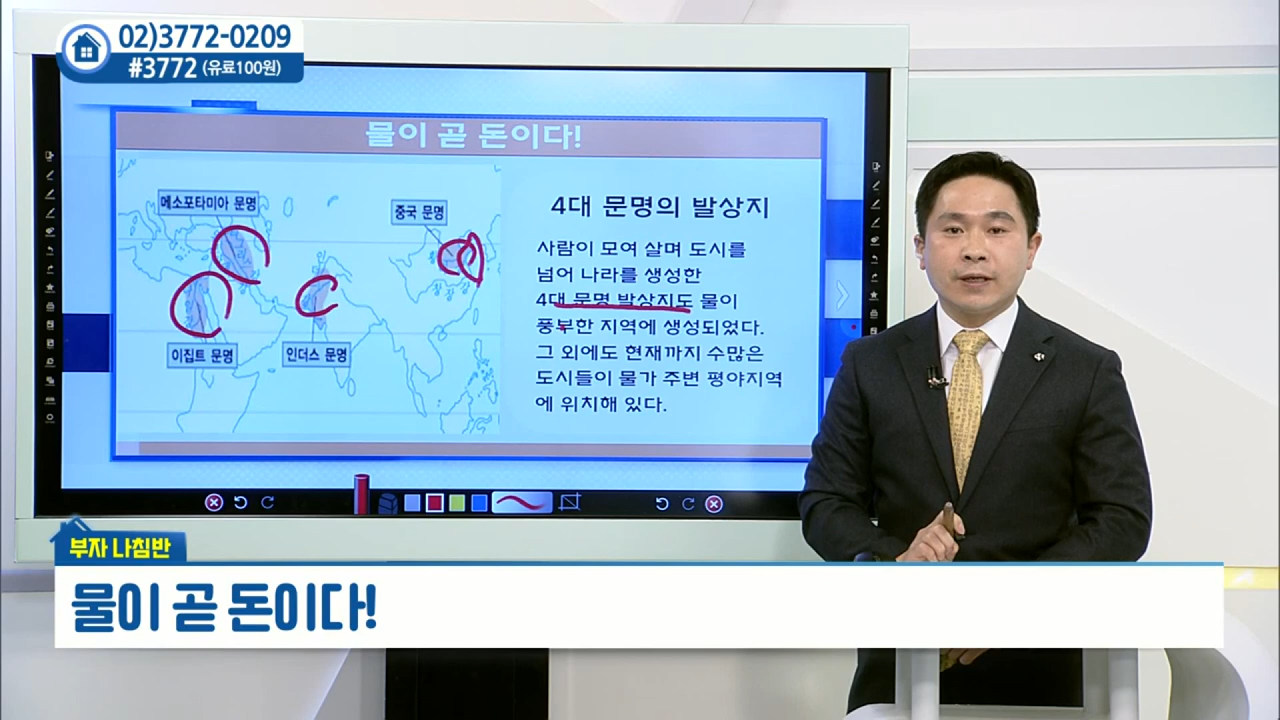 02)3772-0209
#3772 (유료100원)
물이 곧 돈이다!
메소포타미아 문명
중국 문명
이집트 문명
인더스 문명
4대 문명의 발상지
사람이 모여 살며 도시를
넘어 나라를 생성한
4대 문명 발상지도 물이
풍부한 지역에 생성되었다.
그 외에도 현재까지 수많은
도시들이 물가 주변 평야지역
에 위치해 있다.
부자 나침반
물이 곧 돈이다!